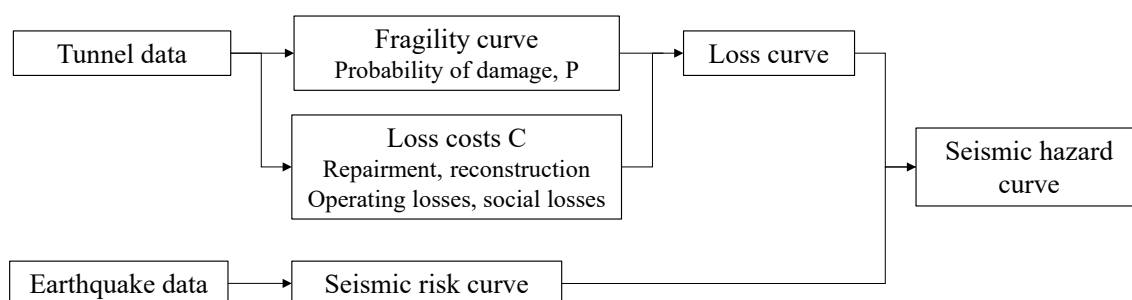 Tunnel data
Fragility curve
Probability of damage, P
Loss curve
Loss costs C
Repairment, reconstruction
Operating losses, social losses
Seismic hazard
curve
Earthquake data
Seismic risk curve